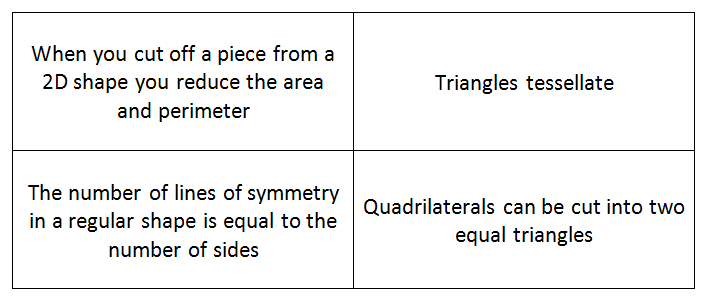 When you cut off a piece from a
2D shape you reduce the area
and perimeter
Triangles tessellate
The number of lines of symmetry
in a regular shape is equal to the
number of sides
Quadrilaterals can be cut into two
equal triangles